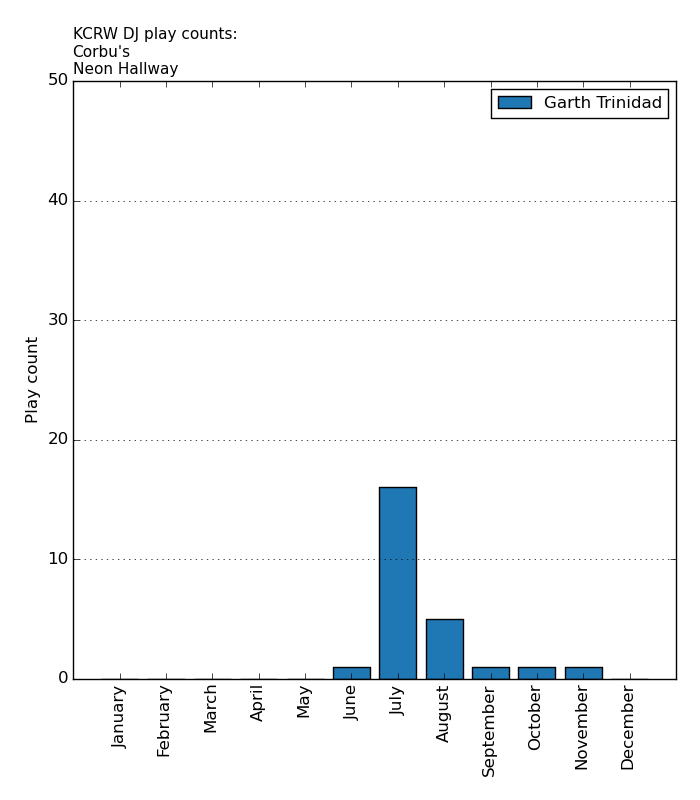 KCRW DJ play counts:
Corbu's
Neon Hallway
Garth Trinidad
50
40
30
20
10
0
Play count
January
February
March
April
May
June
July
August
September
October
November
December